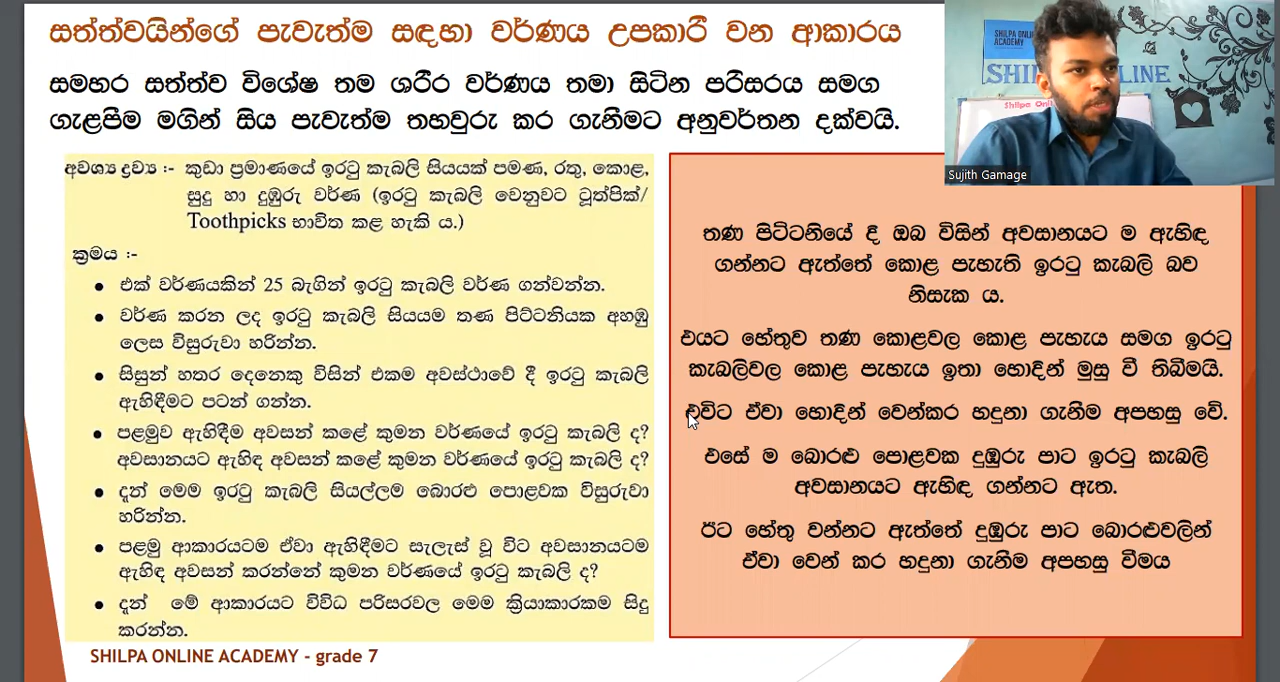 සත්ත්වයින්ගේ පැවැත්ම සඳහා වර්ණය උපකාරී වන ආකාරය
සමහර සත්ත්ව විශේෂ තම ශරීර වර්ණය තමා සිටින පරිසරය සමග
ගැළපීම මගින් සිය පැවැත්ම තහවුරු කර ගැනීමට අනුවර්තන දක්වයි.
SHILPA ONLINE
ACADEMY
SHI
LINE
Shilpa Onl
Sujith Gamage
අවශ්‍ය ද්‍රව්‍ය :- කුඩා ප්‍රමාණයේ ඉරටු කැබලි සියයක් පමණ, රතු, කොළ,
සුදු හා දුඹුරු වර්ණ (ඉරටු කැබලි වෙනුවට ටූත්පික්/
Toothpicks භාවිත කළ හැකි ය.)
ක්‍රමය :-
• එක් වර්ණයකින් 25 බැගින් ඉරටු කැබලි වර්ණ ගන්වන්න.
• වර්ණ කරන ලද ඉරටු කැබලි සියයම තණ පිට්ටනියක අහඹු
ලෙස විසුරුවා හරින්න.
• සිසුන් හතර දෙනෙකු විසින් එකම අවස්ථාවේ දී ඉරටු කැබලි
ඇහිඳීමට පටන් ගන්න.
• පළමුව ඇහිඳීම අවසන් කළේ කුමන වර්ණයේ ඉරටු කැබලි ද?
අවසානයට ඇහිඳ අවසන් කළේ කුමන වර්ණයේ ඉරටු කැබලි ද?
• දැන් මෙම ඉරටු කැබලි සියල්ලම බොරළු පොළවක විසුරුවා
හරින්න.
• පළමු ආකාරයටම ඒවා ඇහිඳීමට සැලැස් වූ විට අවසානයටම
ඇහිඳ අවසන් කරන්නේ කුමන වර්ණයේ ඉරටු කැබලි ද?
• දැන් මේ ආකාරයට විවිධ පරිසරවල මෙම ක්‍රියාකාරකම සිදු
කරන්න.
තණ පිට්ටනියේ දී ඔබ විසින් අවසානයට ම ඇහිඳ
ගන්නට ඇත්තේ කොළ පැහැති ඉරටු කැබලි බව
නිසැක ය.
එයට හේතුව තණ කොළවල කොළ පැහැය සමග ඉරටු
කැබලිවල කොළ පැහැය ඉතා හොඳින් මුසු වී තිබීමයි.
එවිට ඒවා හොඳින් වෙන්කර හදුනා ගැනීම අපහසු වේ.
එසේ ම බොරළු පොළවක දුඹුරු පාට ඉරටු කැබලි
අවසානයට ඇහිඳ ගන්නට ඇත.
ඊට හේතු වන්නට ඇත්තේ දුඹුරු පාට බොරළුවලින්
ඒවා වෙන් කර හදුනා ගැනීම අපහසු වීමය
SHILPA ONLINE ACADEMY - grade 7